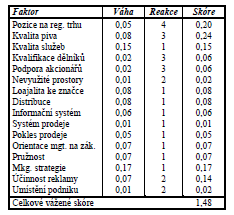 Faktor Váha Reakce Skóre
Pozice na reg. trhu 0,05 4 0,20
Kvalita piva 0,08 3 0,24
Kvalita služeb 0,15 1 0,15
Kvalifikace dělníků 0,02 3 0,06
Podpora akcionářů 0,02 3 0,06
Nevyužité prostory 0,01 2 0,02
Loajalita ke značce 0,08 1 0,08
Distribuce 0,08 1 0,08
Informační systém 0,06 1 0,06
Systém prodeje 0,01 1 0,01
Pokles prodeje 0,05 1 0,05
Orientace mgt. na zák. 0,07 1 0,07
Pružnost 0,07 1 0,07
Mkg. strategie 0,17 1 0,17
Účinnost reklamy 0,07 2 0,14
Umístění podniku 0,01 2 0,02
Celkové vážené skóre 1,48